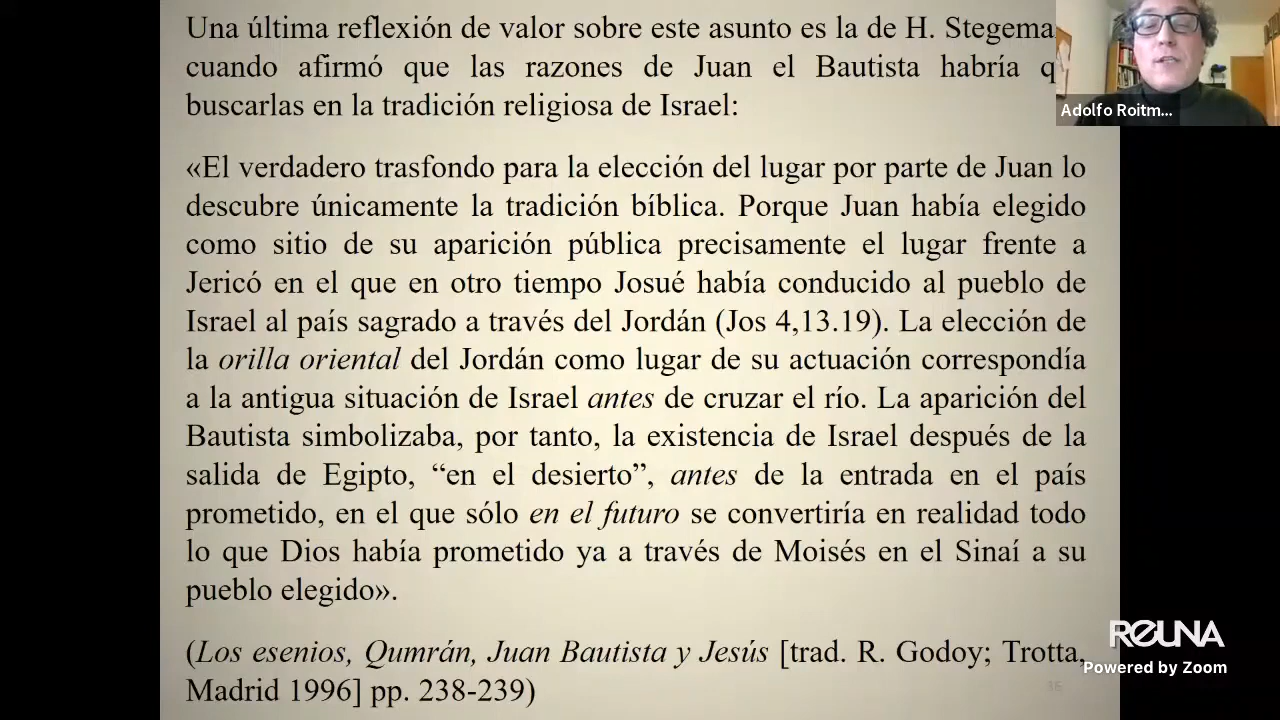 Una última reflexión de valor sobre este asunto es la de H. Stegema
cuando afirmó que las razones de Juan el Bautista habría q
buscarlas en la tradición religiosa de Israel:
Adolfo Roitm...
«El verdadero trasfondo para la elección del lugar por parte de Juan lo
descubre únicamente la tradición bíblica. Porque Juan había elegido
como sitio de su aparición pública precisamente el lugar frente a
Jericó en el que en otro tiempo Josué había conducido al pueblo de
Israel al país sagrado a través del Jordán (Jos 4,13.19). La elección de
la orilla oriental del Jordán como lugar de su actuación correspondía
a la antigua situación de Israel antes de cruzar el río. La aparición del
Bautista simbolizaba, por tanto, la existencia de Israel después de la
salida de Egipto, “en el desierto”, antes de la entrada en el país
prometido, en el que sólo en el futuro se convertiría en realidad todo
lo que Dios había prometido ya a través de Moisés en el Sinaí a su
pueblo elegido».
(Los esenios, Qumrán, Juan Bautista y Jesús [trad. R. Godoy; Trotta,
Madrid 1996] pp. 238-239)
REUNA
Powered by Zoom
16